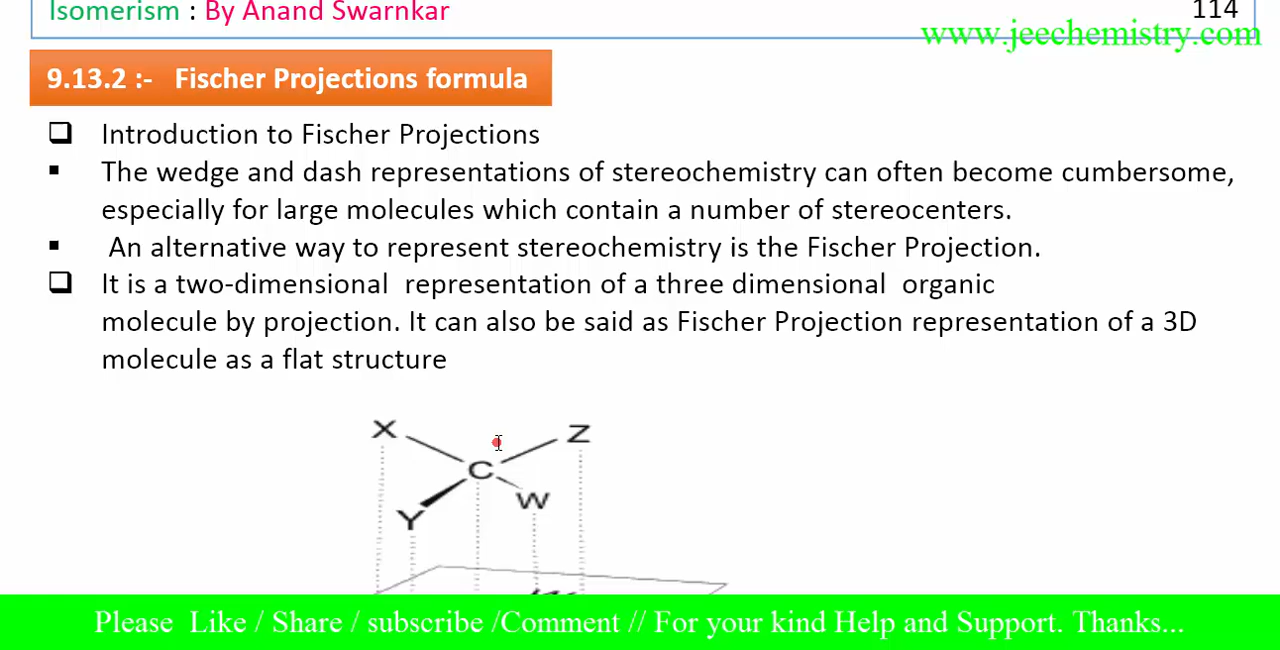 Isomerism : By Anand Swarnkar
114
www.jeechemistry.com
9.13.2 :- Fischer Projections formula
❑ Introduction to Fischer Projections
▪ The wedge and dash representations of stereochemistry can often become cumbersome,
especially for large molecules which contain a number of stereocenters.
▪ An alternative way to represent stereochemistry is the Fischer Projection.
❑ It is a two-dimensional representation of a three dimensional organic
molecule by projection. It can also be said as Fischer Projection representation of a 3D
molecule as a flat structure
X Z
C
Y W
Please Like / Share / subscribe /Comment // For your kind Help and Support. Thanks...